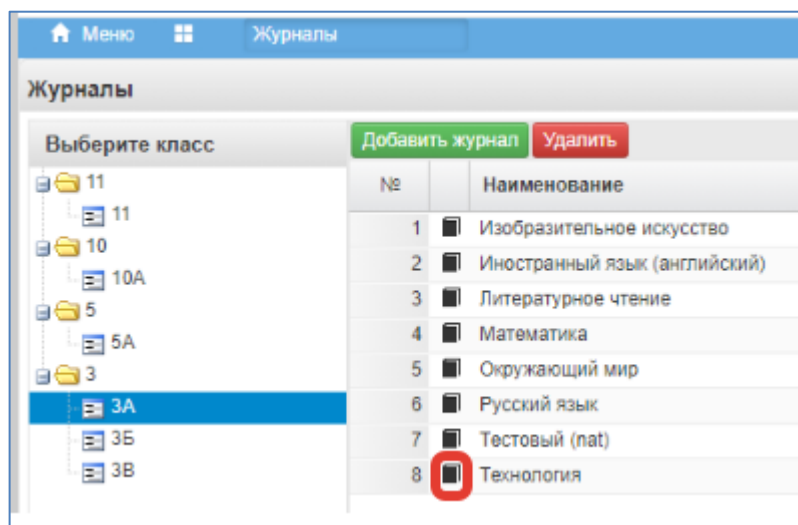 Меню Журналы
Журналы
Выберите класс
11
11
10
10А
5
5А
3
3А
3Б
3В
Добавить журнал Удалить
№ Наименование
1 Изобразительное искусство
2 Иностранный язык (английский)
3 Литературное чтение
4 Математика
5 Окружающий мир
6 Русский язык
7 Тестовый (nat)
8 Технология